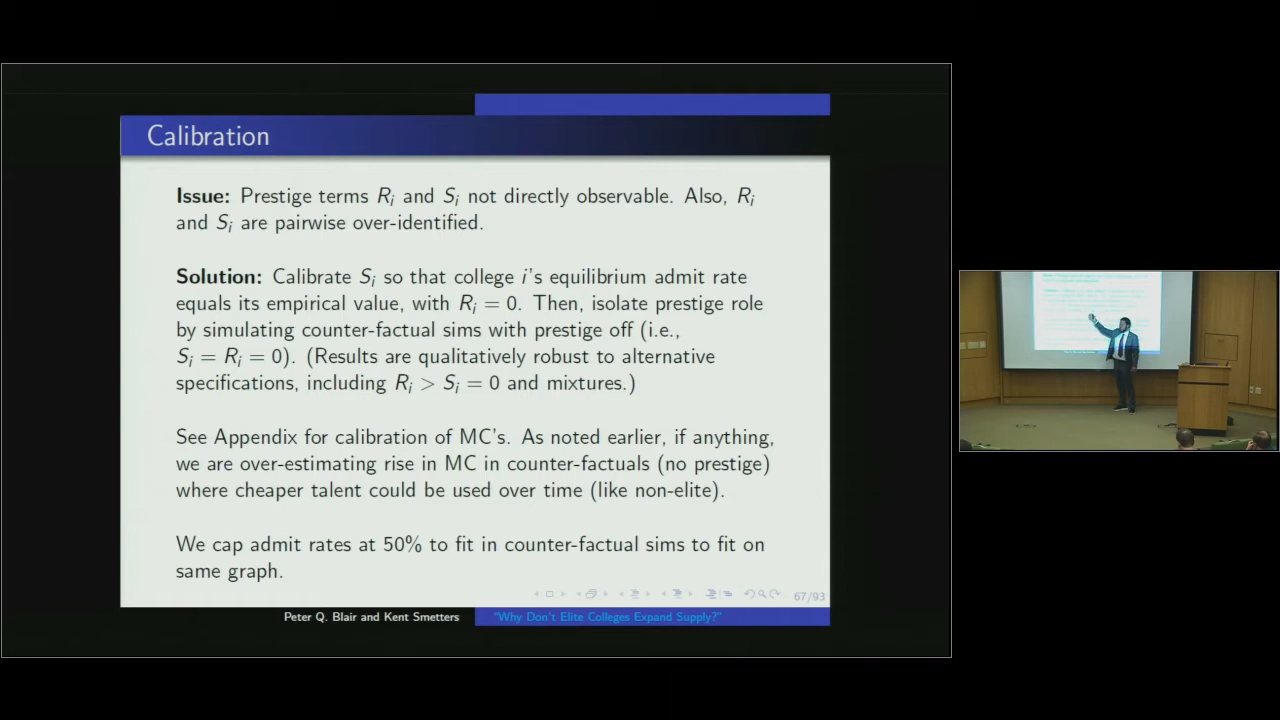 Calibration
Issue: Prestige terms Rᵢ and Sᵢ not directly observable. Also, Rᵢ
and Sᵢ are pairwise over-identified.
Solution: Calibrate Sᵢ so that college i's equilibrium admit rate
equals its empirical value, with Rᵢ = 0. Then, isolate prestige role
by simulating counter-factual sims with prestige off (i.e.,
Sᵢ = Rᵢ = 0). (Results are qualitatively robust to alternative
specifications, including Rᵢ > Sᵢ = 0 and mixtures.)
See Appendix for calibration of MC's. As noted earlier, if anything,
we are over-estimating rise in MC in counter-factuals (no prestige)
where cheaper talent could be used over time (like non-elite).
We cap admit rates at 50% to fit in counter-factual sims to fit on
same graph.
67/93
Peter Q. Blair and Kent Smetters
"Why Don't Elite Colleges Expand Supply?"